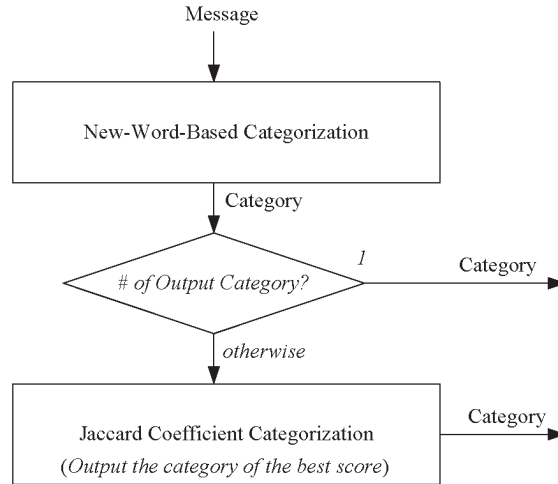 Message
New-Word-Based Categorization
Category
# of Output Category?
1
Category
otherwise
Jaccard Coefficient Categorization
(Output the category of the best score)
Category